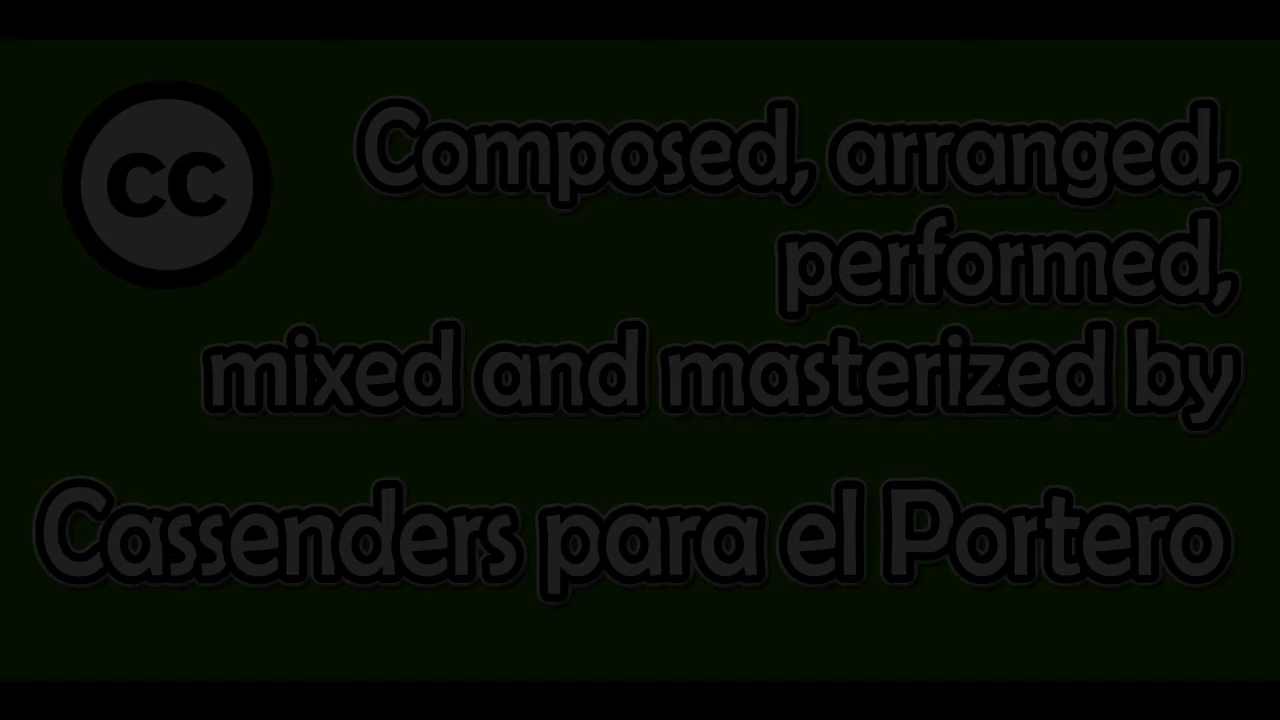 cc
Composed, arranged,
performed,
mixed and masterized by
Cassenders para el Portero